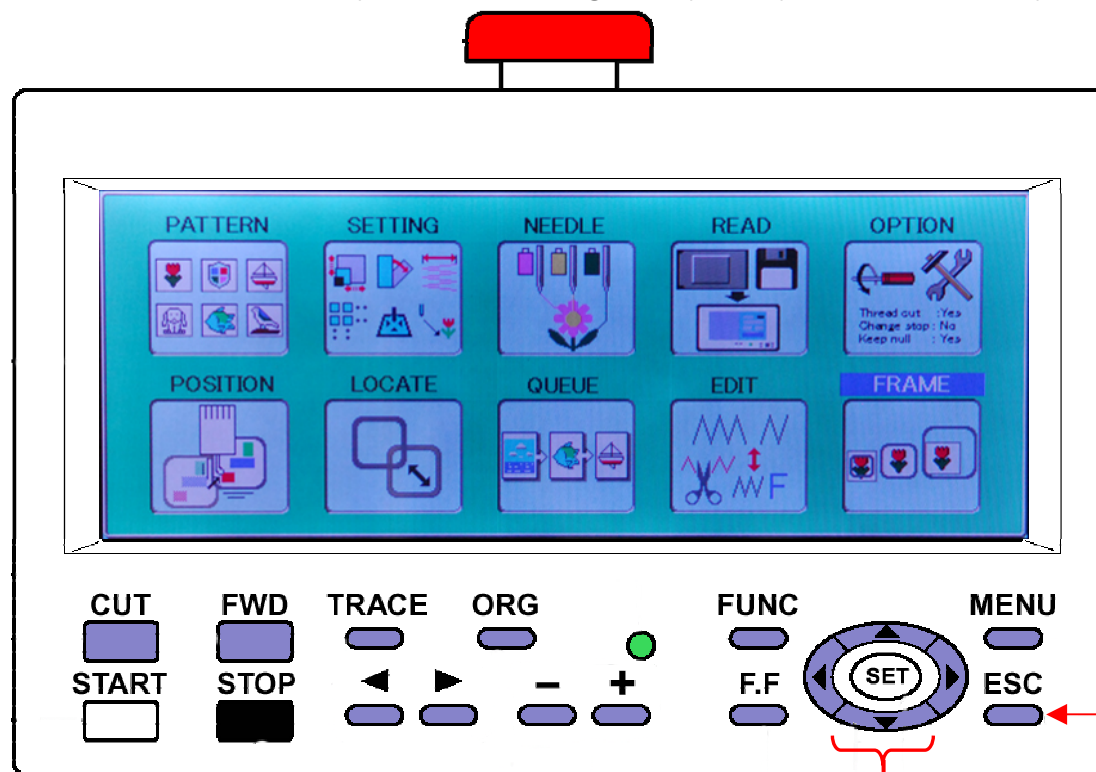 PATTERN SETTING NEEDLE READ OPTION
Thread cut :Yes
Change stop : No
Keep null : Yes
POSITION LOCATE QUEUE EDIT FRAME
F
CUT FWD TRACE ORG FUNC MENU
START STOP - + F.F SET ESC